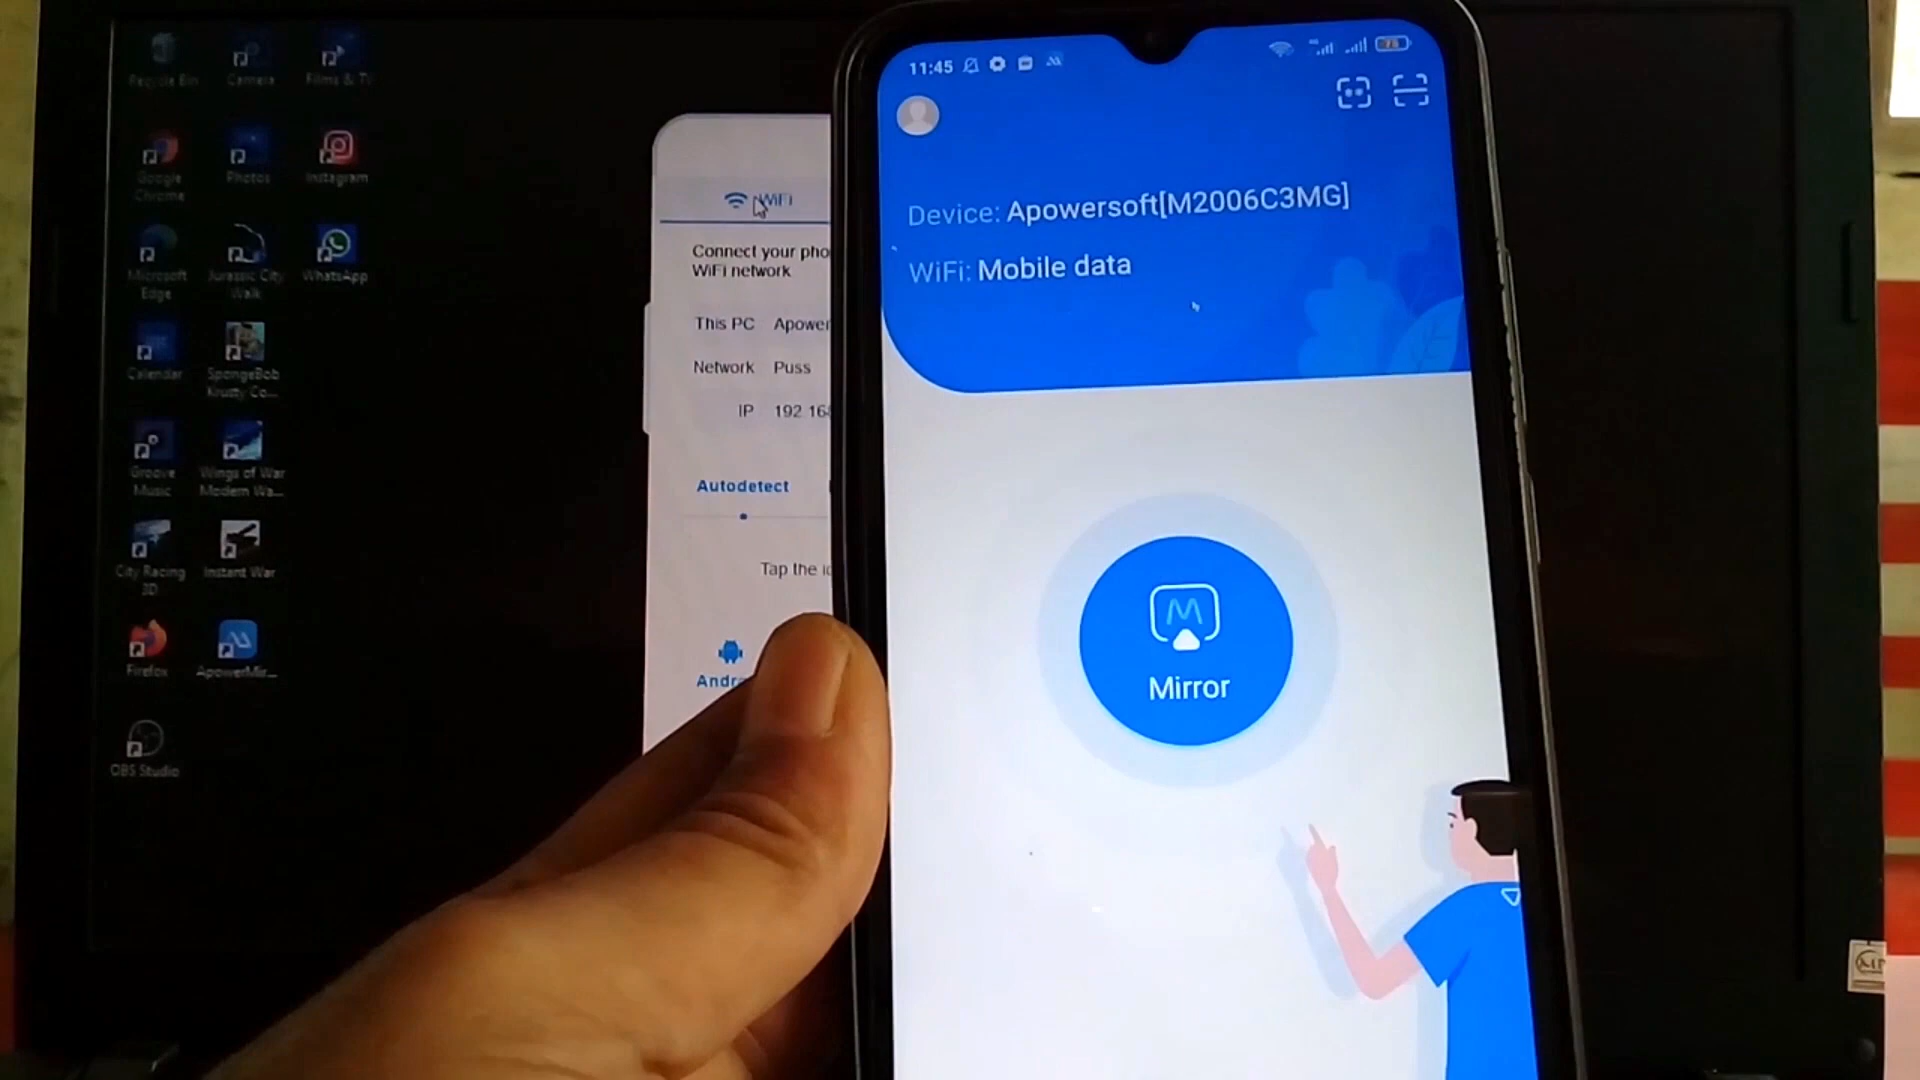 Recycle Bin
Camera
Films & TV
Google Chrome
Photos
Instagram
Microsoft Edge
Jurassic City Walk
WhatsApp
Calendar
SpongeBob Krusty Co...
Groove Music
Wings of War Modern Wa...
City Racing 3D
Instant War
Firefox
ApowerMir...
OBS Studio
WiFi
Connect your pho
WiFi network
This PC Apower
Network Puss
IP 192 168
Autodetect
Tap the ic
Andr
11:45
Device: Apowersoft[M2006C3MG]
WiFi: Mobile data
Mirror